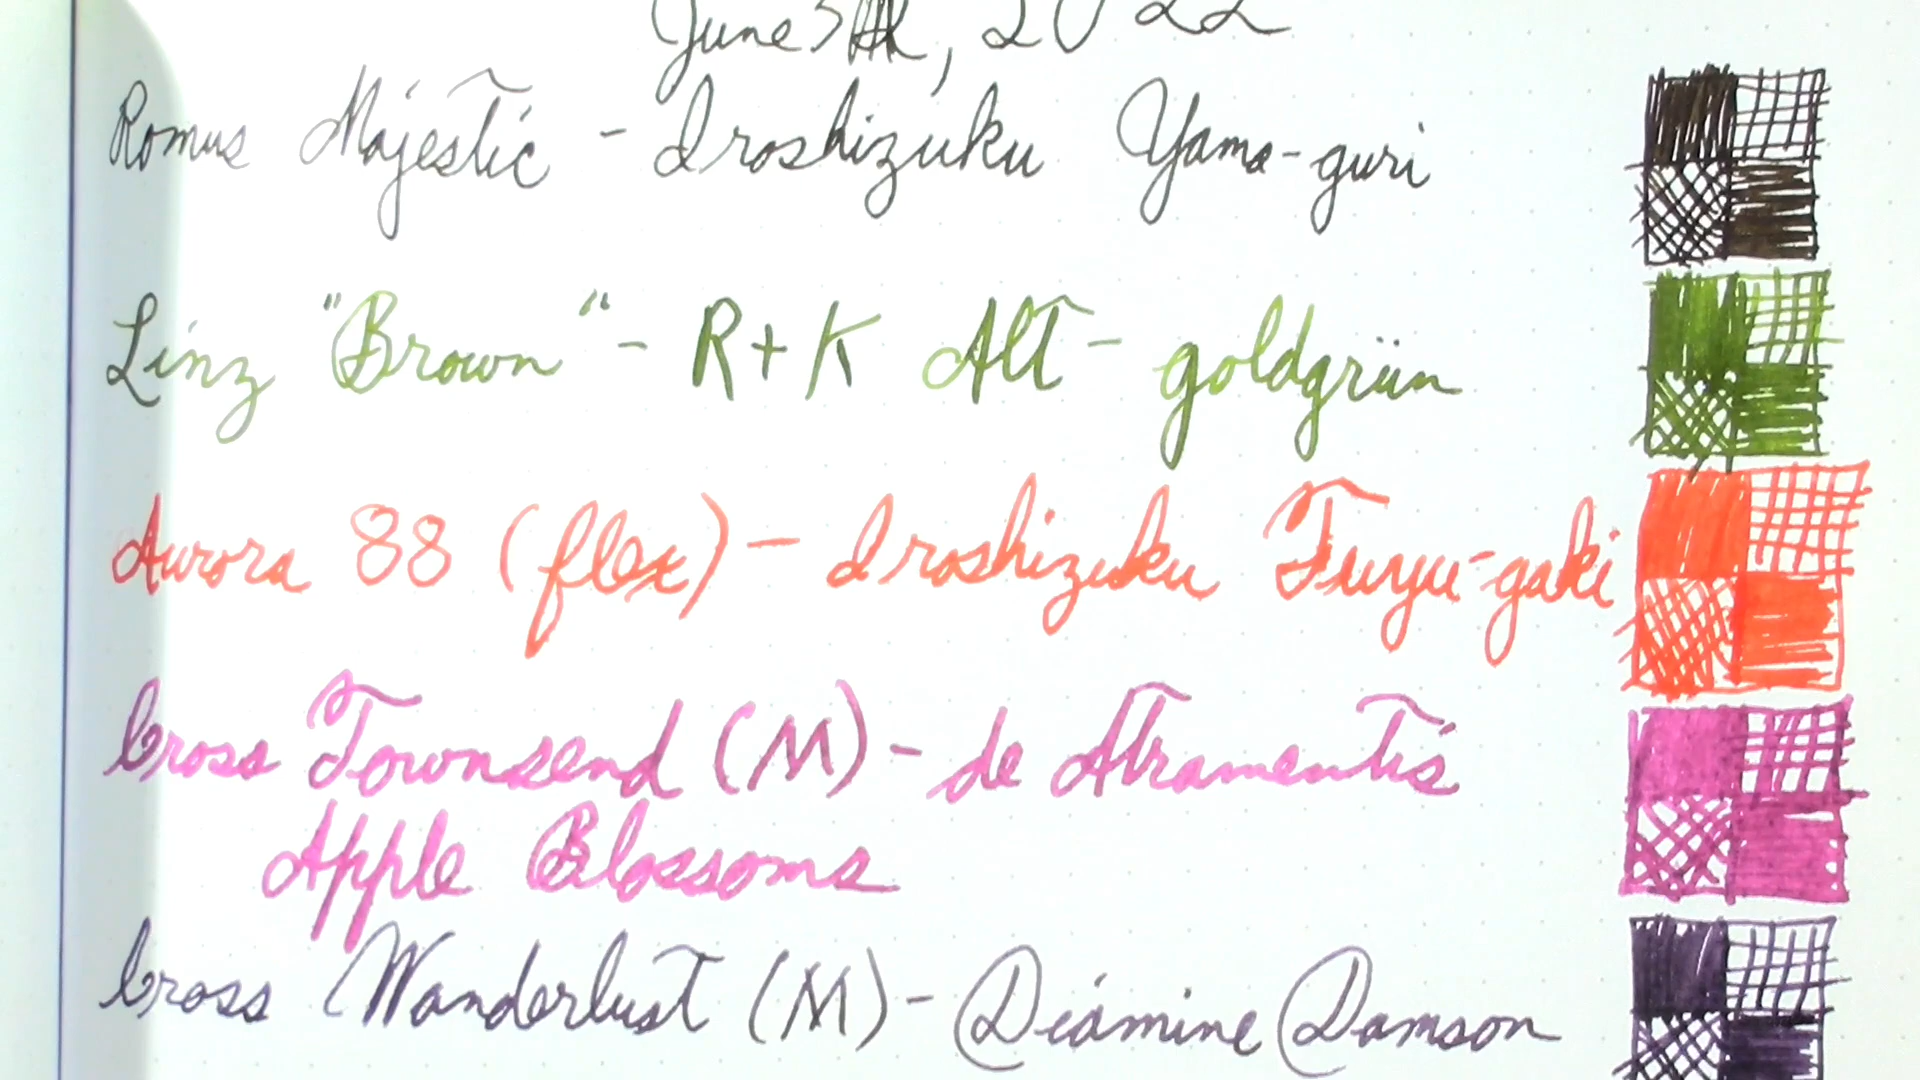 June 5th, 2022
Romus Majestic - Iroshizuku Yama-guri
Linz "Brown" - R+K Alt-goldgrün
Aurora 88 (flex) - Iroshizuku Fuyu-gaki
Cross Townsend (M) - de Atramentis
Apple Blossoms
Cross Wanderlust (M) - Diamine Damson